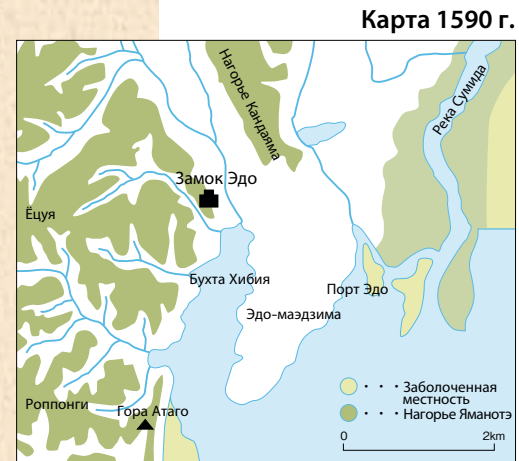 Карта 1590 г.
Нагорье Кандаяма
Река Сумида
Замок Эдо
Ёцуя
Бухта Хибия
Порт Эдо
Эдо-маэдзима
Роппонги
Гора Атаго
・・・Заболоченная
местность
・・・Нагорье Яманотэ
0 2km